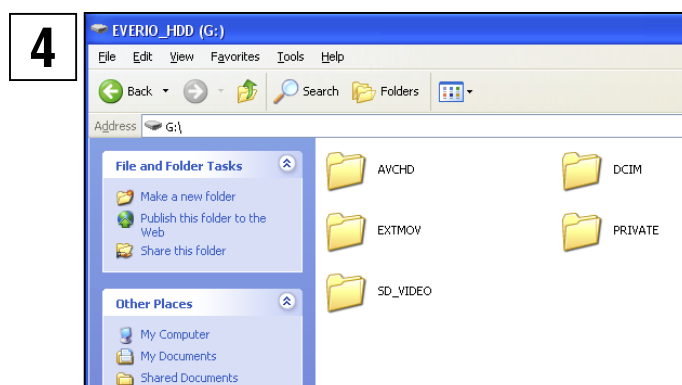 4
EVERIO_HDD (G:)
File Edit View Favorites Tools Help
Back Search Folders
Address G:\
File and Folder Tasks
Make a new folder
Publish this folder to the
Web
Share this folder
Other Places
My Computer
My Documents
Shared Documents
AVCHD DCIM
EXTMOV PRIVATE
SD_VIDEO